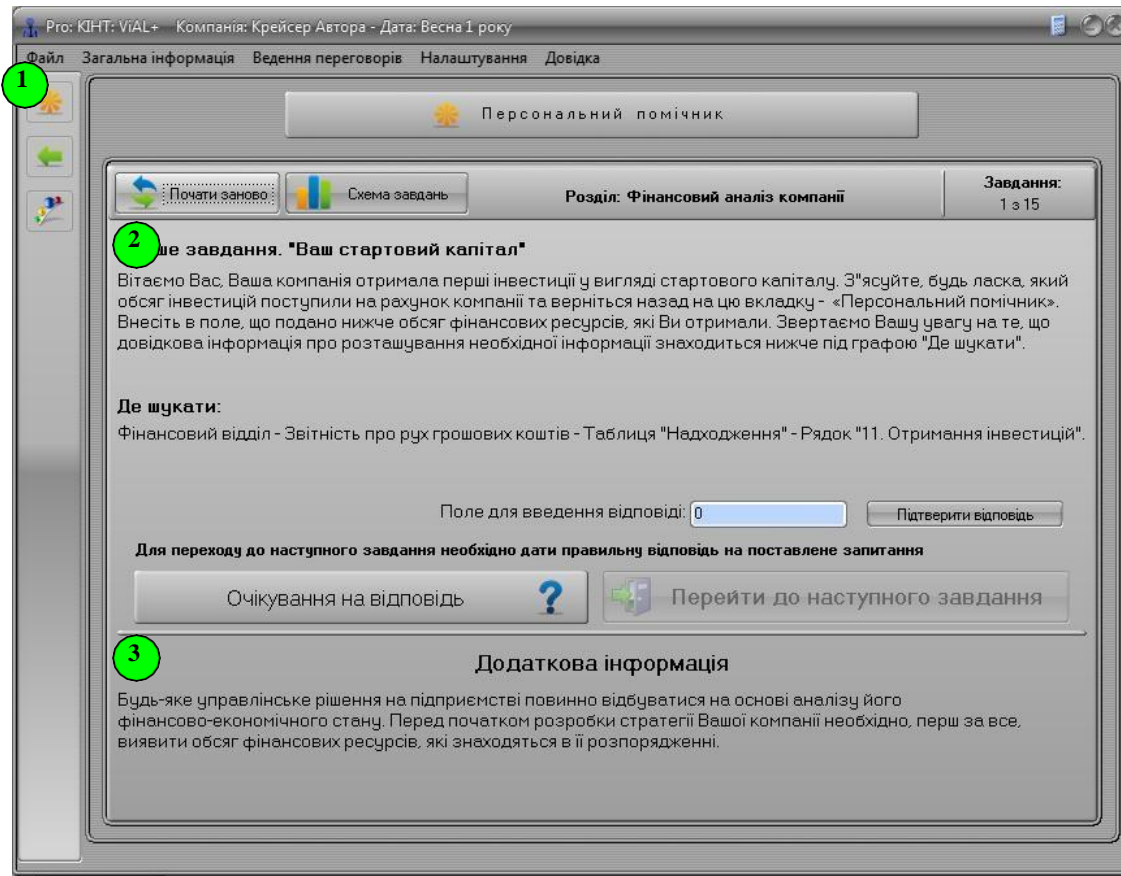 Pro: КІНТ: ViAL+ Компанія: Крейсер Автора - Дата: Весна 1 року
Файл Загальна інформація Ведення переговорів Налаштування Довідка
1
Персональний помічник
Почати заново Схема завдань Розділ: Фінансовий аналіз компанії Завдання:
1 з 15
2
ше завдання. "Ваш стартовий капітал"
Вітаємо Вас, Ваша компанія отримала перші інвестиції у вигляді стартового капіталу. З"ясуйте, будь ласка, який
обсяг інвестицій поступили на рахунок компанії та верніться назад на цю вкладку - «Персональний помічник».
Внесіть в поле, що подано нижче обсяг фінансових ресурсів, які Ви отримали. Звертаємо Вашу увагу на те, що
довідкова інформація про розташування необхідної інформації знаходиться нижче під графою "Де шукати".
Де шукати:
Фінансовий відділ - Звітність про рух грошових коштів - Таблиця "Надходження" - Рядок "11. Отримання інвестицій".
Поле для введення відповіді: 0 Підтверити відповідь
Для переходу до наступного завдання необхідно дати правильну відповідь на поставлене запитання
Очікування на відповідь ? Перейти до наступного завдання
3
Додаткова інформація
Будь-яке управлінське рішення на підприємстві повинно відбуватися на основі аналізу його
фінансово-економічного стану. Перед початком розробки стратегії Вашої компанії необхідно, перш за все,
виявити обсяг фінансових ресурсів, які знаходяться в її розпорядженні.